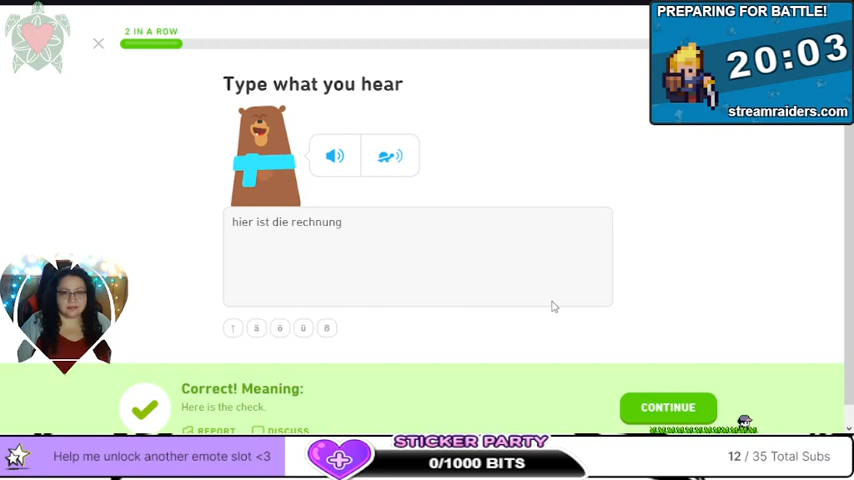 2 IN A ROW
PREPARING FOR BATTLE!
20:03
streamraiders.com
Type what you hear
hier ist die rechnung
↑ ä ö ü ß
Correct! Meaning:
Here is the check.
CONTINUE
REPORT DISCUSS
Help me unlock another emote slot <3
STICKER PARTY
0/1000 BITS
12 / 35 Total Subs